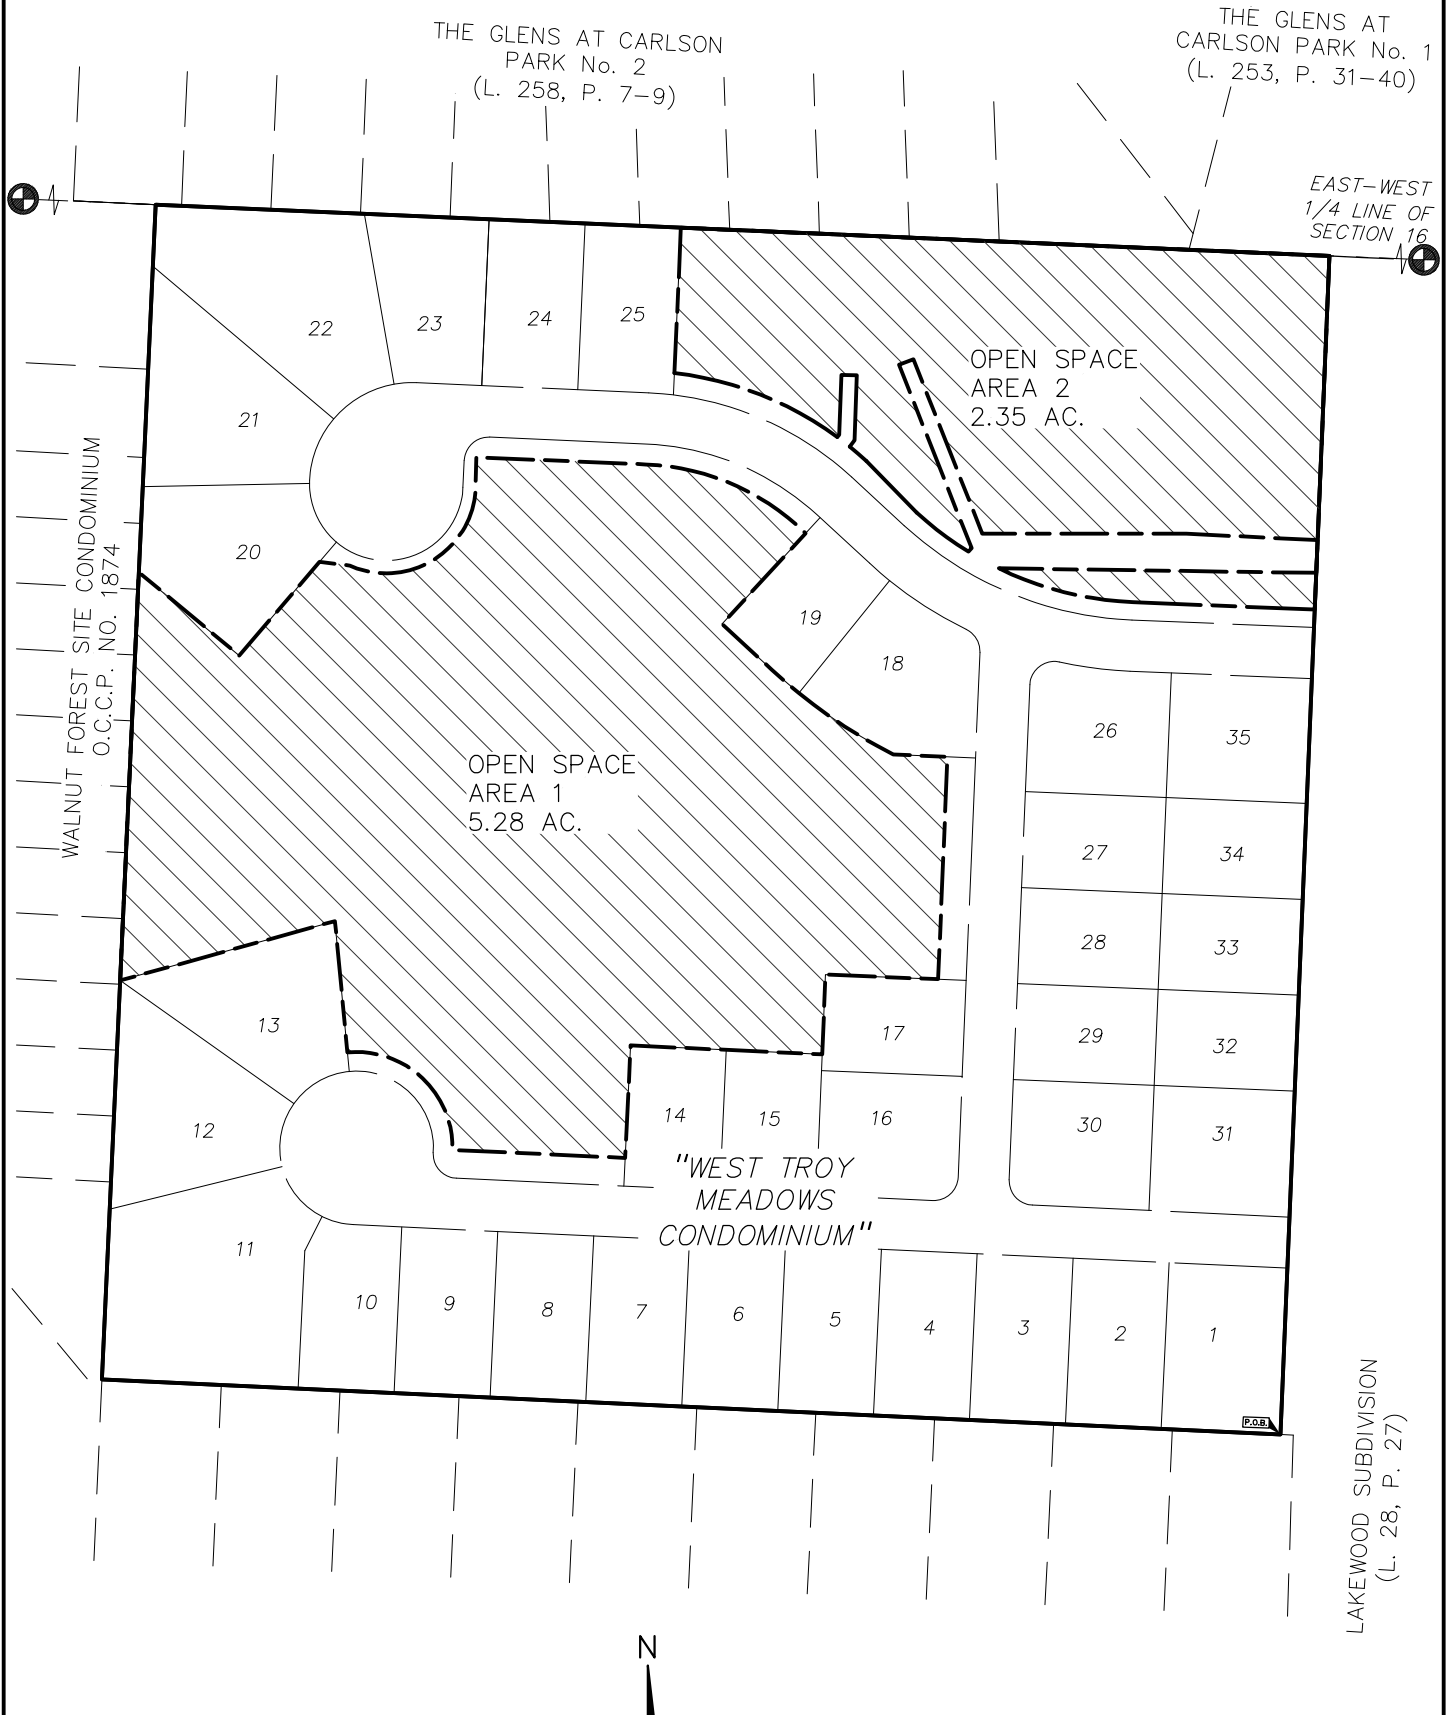 THE GLENS AT CARLSON
PARK No. 2
(L. 258, P. 7-9)
THE GLENS AT
CARLSON PARK No. 1
(L. 253, P. 31-40)
EAST-WEST
1/4 LINE OF
SECTION 16
22
23
24
25
OPEN SPACE
AREA 2
2.35 AC.
21
20
WALNUT FOREST SITE CONDOMINIUM
O.C.C.P. NO. 1874
19
18
26
35
OPEN SPACE
AREA 1
5.28 AC.
27
34
28
33
13
17
29
32
12
14
15
16
30
31
"WEST TROY
MEADOWS
CONDOMINIUM"
11
10
9
8
7
6
5
4
3
2
1
P.O.B.
LAKEWOOD SUBDIVISION
(L. 28, P. 27)
N